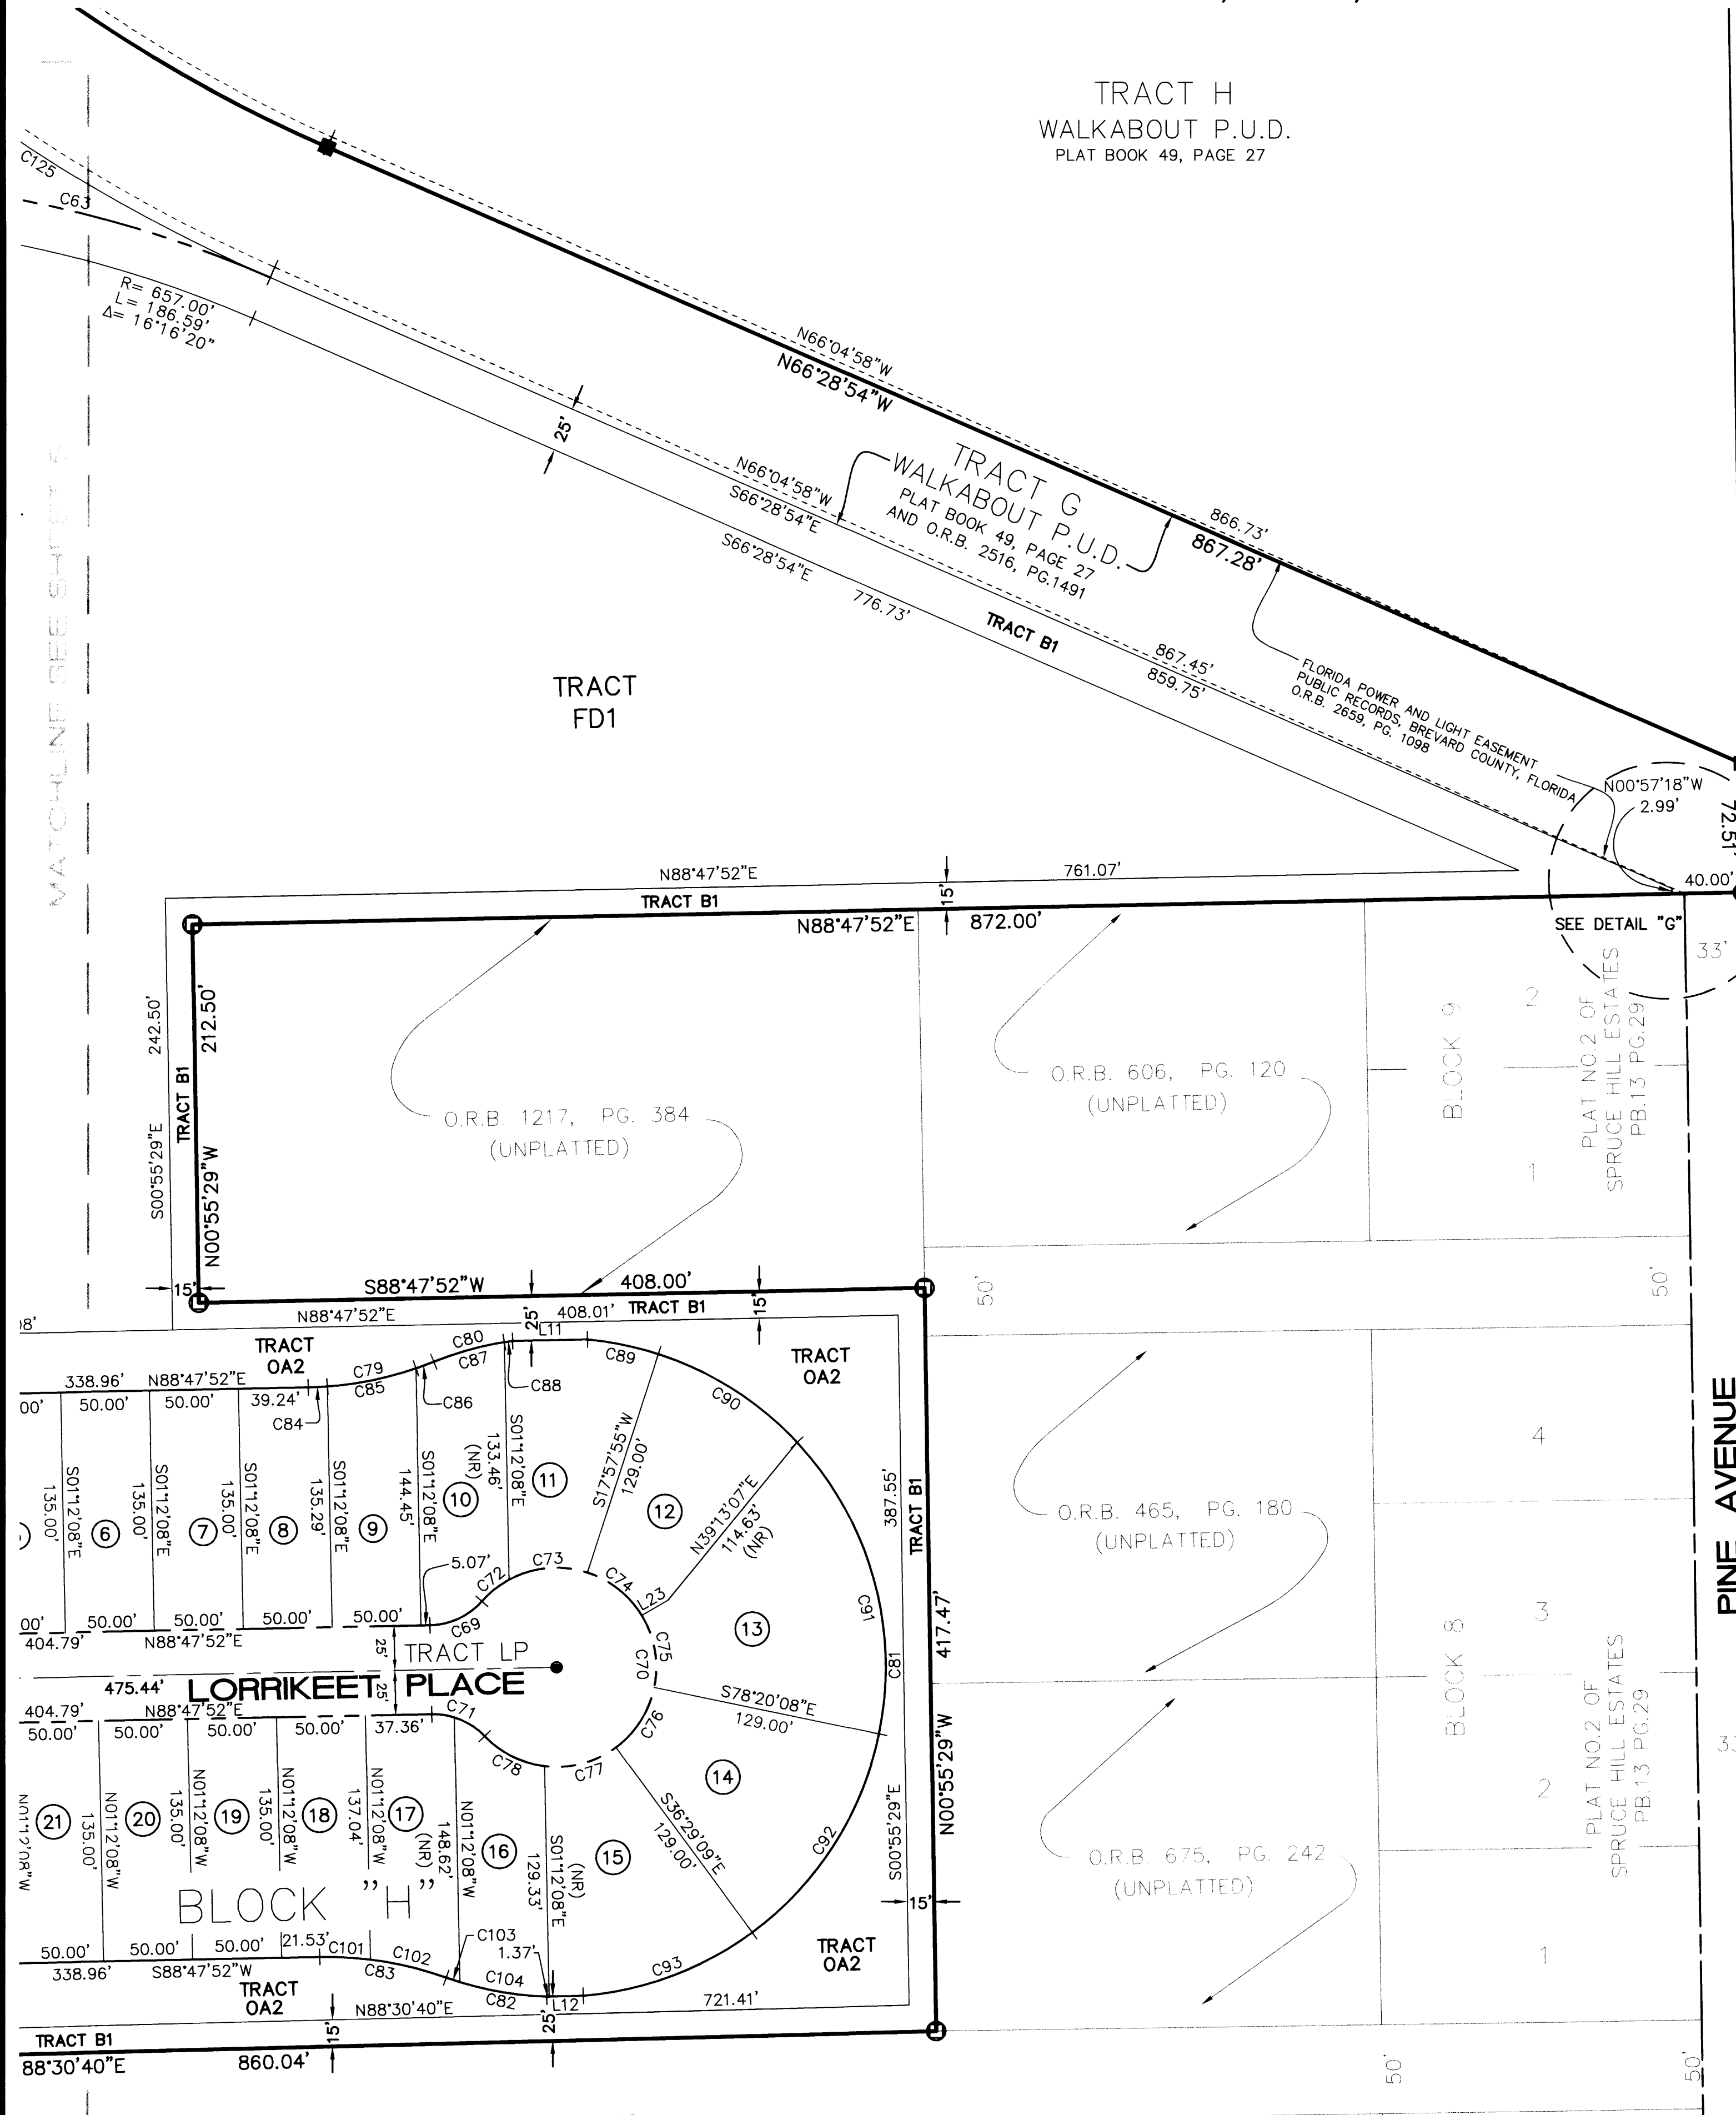 TRACT H
WALKABOUT P.U.D.
PLAT BOOK 49, PAGE 27
C125
C63
R= 657.00'
L= 186.59'
Δ= 16°16'20"
N66°04'58"W
N66°28'54"W
25'
N66°04'58"W
S66°28'54"E
S66°28'54"E
776.73'
TRACT G
WALKABOUT P.U.D.
PLAT BOOK 49, PAGE 27
AND O.R.B. 2516, PG.1491
866.73'
867.28'
TRACT B1
867.45'
859.75'
FLORIDA POWER AND LIGHT EASEMENT
PUBLIC RECORDS, BREVARD COUNTY, FLORIDA
O.R.B. 2659, PG. 1098
MATCHLINE SEE SHEET
TRACT
FD1
N00°57'18"W
2.99'
72.51'
40.00'
SEE DETAIL "G"
33'
N88°47'52"E
761.07'
TRACT B1
15'
N88°47'52"E
872.00'
242.50'
S00°55'29"E
TRACT B1
212.50'
N00°55'29"W
O.R.B. 1217, PG. 384
(UNPLATTED)
O.R.B. 606, PG. 120
(UNPLATTED)
BLOCK 9
2
1
PLAT NO.2 OF
SPRUCE HILL ESTATES
PB.13 PG.29
15'
S88°47'52"W
408.00'
50'
50'
N88°47'52"E
25'
408.01'
TRACT B1
15'
L11
08'
TRACT
OA2
C79
C80
C85
C87
C86
C88
C89
C90
TRACT
OA2
338.96'
N88°47'52"E
00'
50.00'
50.00'
39.24'
C84
S01°12'08"E
135.00'
6
S01°12'08"E
135.00'
7
S01°12'08"E
135.00'
8
S01°12'08"E
135.29'
9
S01°12'08"E
144.45'
(NR)
10
S01°12'08"E
133.46'
(NR)
11
S17°57'55"W
129.00'
12
N39°13'07"E
114.63'
(NR)
387.55'
TRACT B1
5.07'
C72
C73
C74
L23
C69
00'
50.00'
50.00'
50.00'
50.00'
404.79'
N88°47'52"E
25'
TRACT LP
13
C75
C70
C91
C81
417.47'
475.44'
LORRIKEET PLACE
25'
404.79'
N88°47'52"E
50.00'
50.00'
50.00'
50.00'
37.36'
C71
C78
C77
C76
S78°20'08"E
129.00'
14
S36°29'09"E
129.00'
N01°12'08"W
21
N01°12'08"W
135.00'
20
N01°12'08"W
135.00'
19
N01°12'08"W
135.00'
18
N01°12'08"W
137.04'
17
(NR)
N01°12'08"W
148.62'
16
S01°12'08"E
129.33'
(NR)
15
C92
S00°55'29"E
N00°55'29"W
15'
BLOCK "H"
50.00'
50.00'
50.00'
21.53'
C101
C102
C103
1.37'
C93
338.96'
S88°47'52"W
C83
C104
C82
L12
TRACT
OA2
TRACT
OA2
N88°30'40"E
721.41'
25'
15'
TRACT B1
88°30'40"E
860.04'
O.R.B. 465, PG. 180
(UNPLATTED)
O.R.B. 675, PG. 242
(UNPLATTED)
BLOCK 8
4
3
2
1
PLAT NO.2 OF
SPRUCE HILL ESTATES
PB.13 PG.29
PINE AVENUE
33
50'
50'